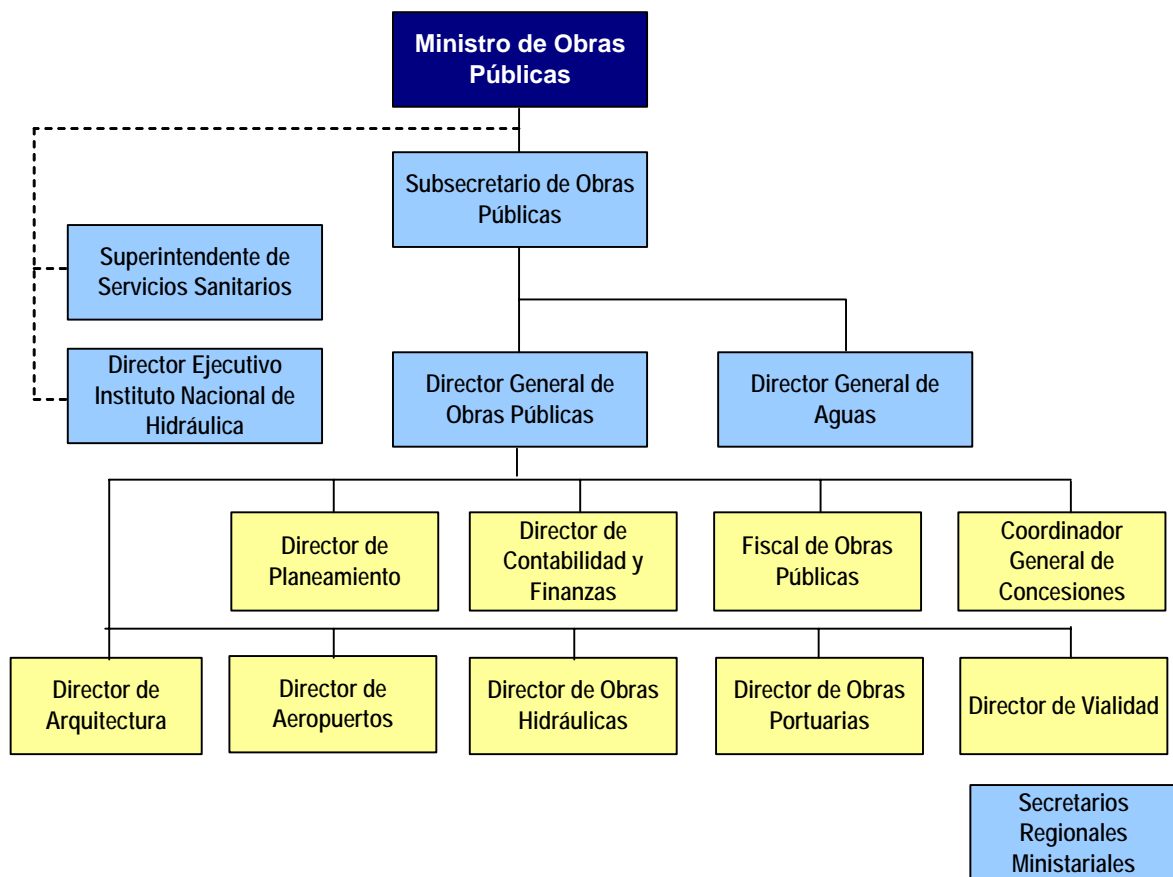 Ministro de Obras
Públicas
Subsecretario de Obras
Públicas
Superintendente de
Servicios Sanitarios
Director Ejecutivo
Instituto Nacional de
Hidráulica
Director General de
Obras Públicas
Director General de
Aguas
Director de
Planeamiento
Director de
Contabilidad y
Finanzas
Fiscal de Obras
Públicas
Coordinador
General de
Concesiones
Director de
Arquitectura
Director de
Aeropuertos
Director de Obras
Hidráulicas
Director de Obras
Portuarias
Director de Vialidad
Secretarios
Regionales
Ministariales